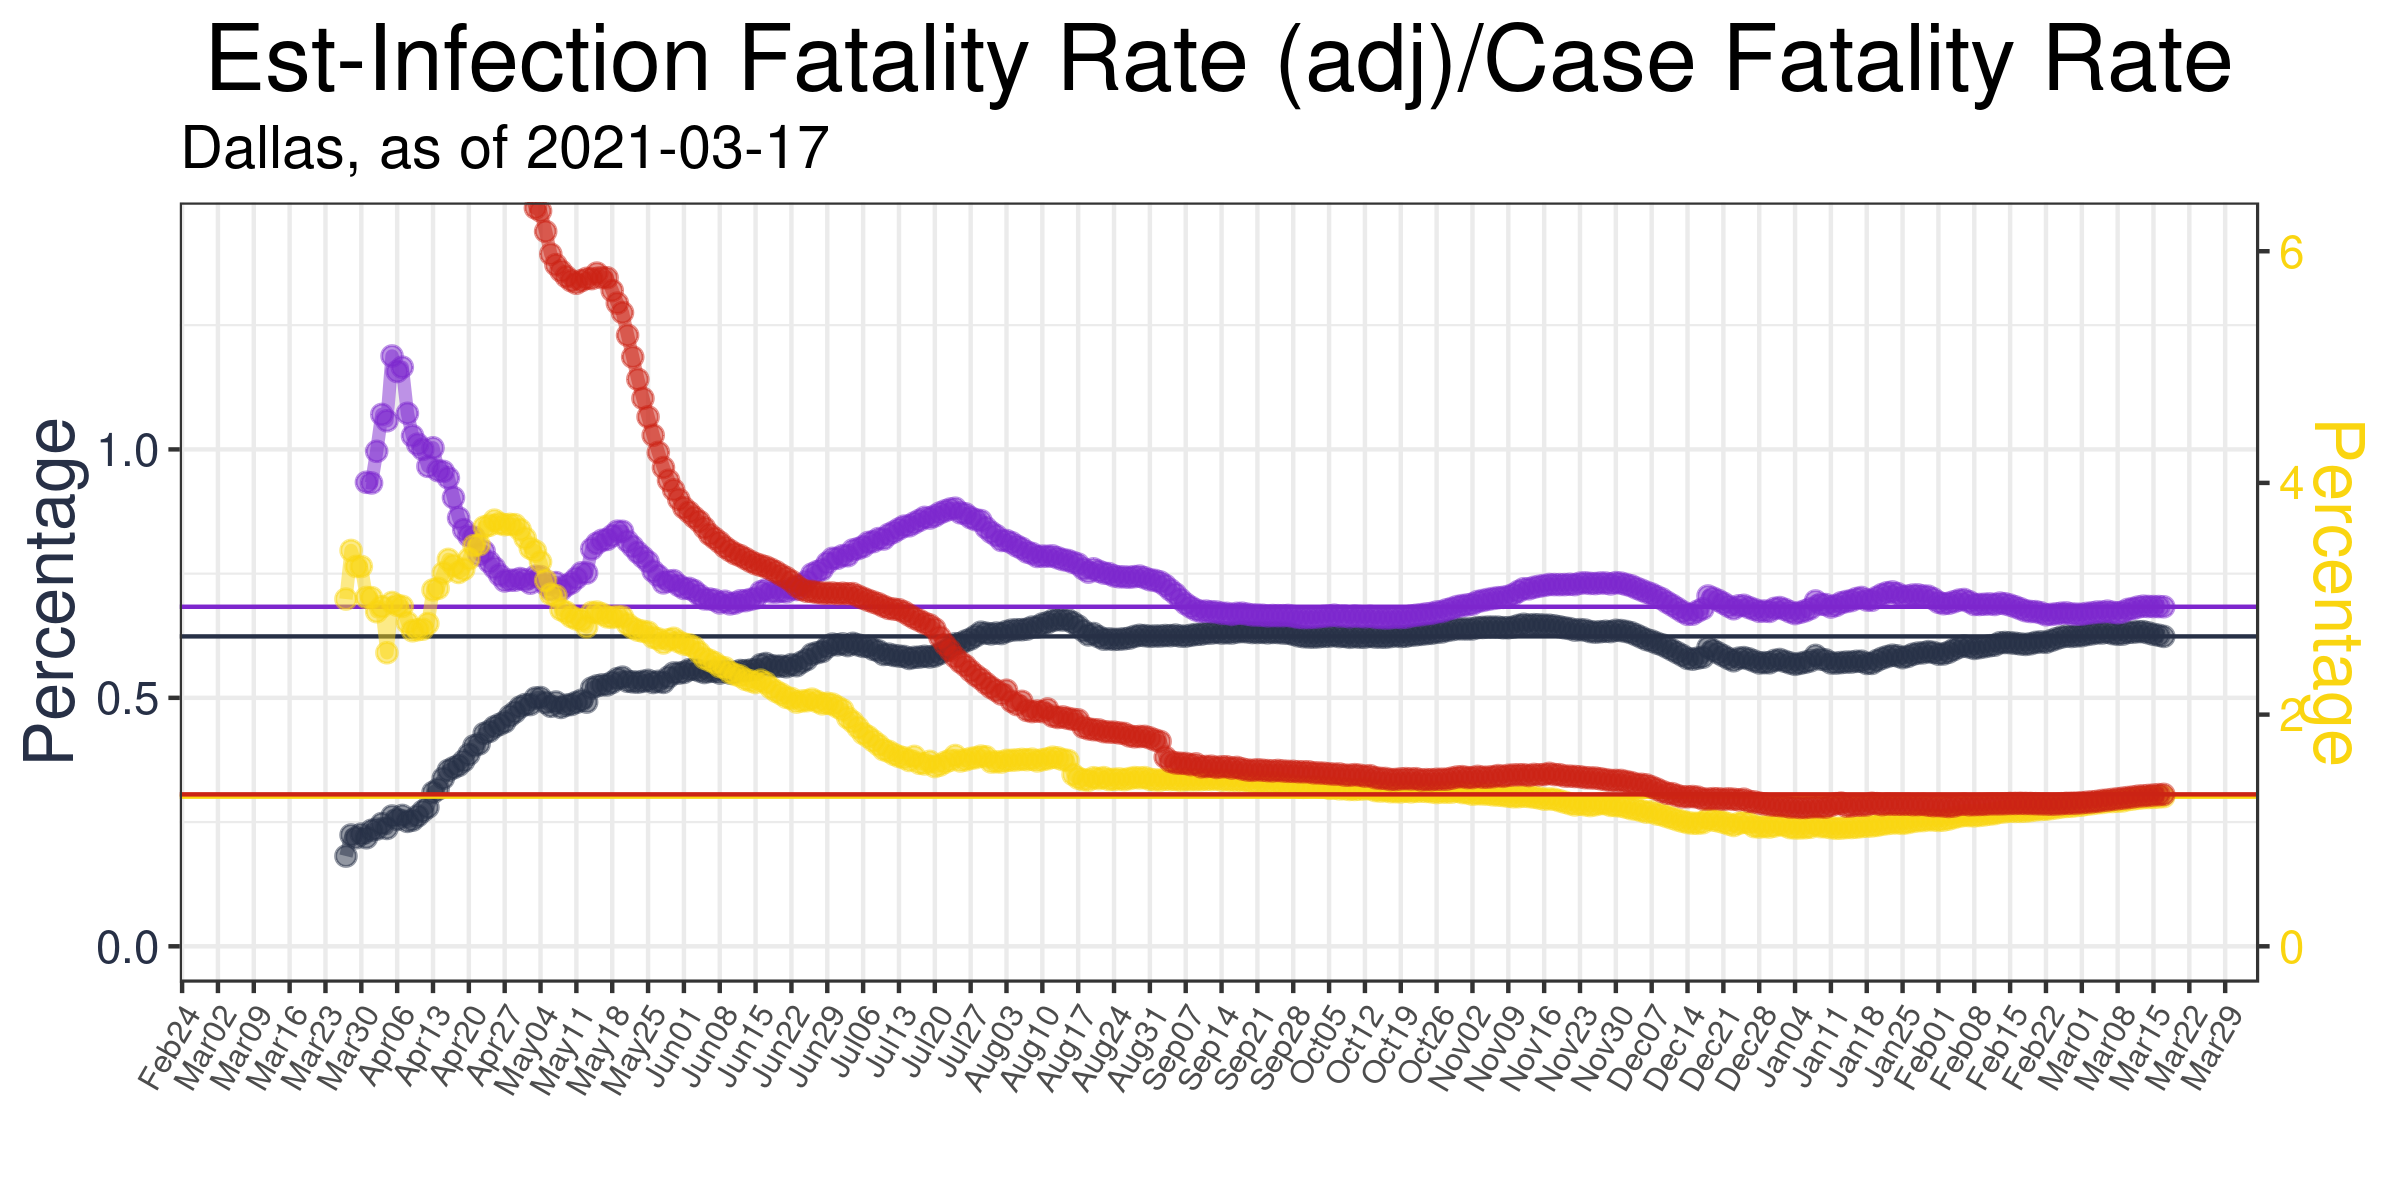 Est-Infection Fatality Rate (adj)/Case Fatality Rate
Dallas, as of 2021-03-17
Percentage
1.0
0.5
0.0
6
4
2
0
Percentage
Feb24
Mar02
Mar09
Mar16
Mar23
Mar30
Apr06
Apr13
Apr20
Apr27
May04
May11
May18
May25
Jun01
Jun08
Jun15
Jun22
Jun29
Jul06
Jul13
Jul20
Jul27
Aug03
Aug10
Aug17
Aug24
Aug31
Sep07
Sep14
Sep21
Sep28
Oct05
Oct12
Oct19
Oct26
Nov02
Nov09
Nov16
Nov23
Nov30
Dec07
Dec14
Dec21
Dec28
Jan04
Jan11
Jan18
Jan25
Feb01
Feb08
Feb15
Feb22
Mar01
Mar08
Mar15
Mar22
Mar29